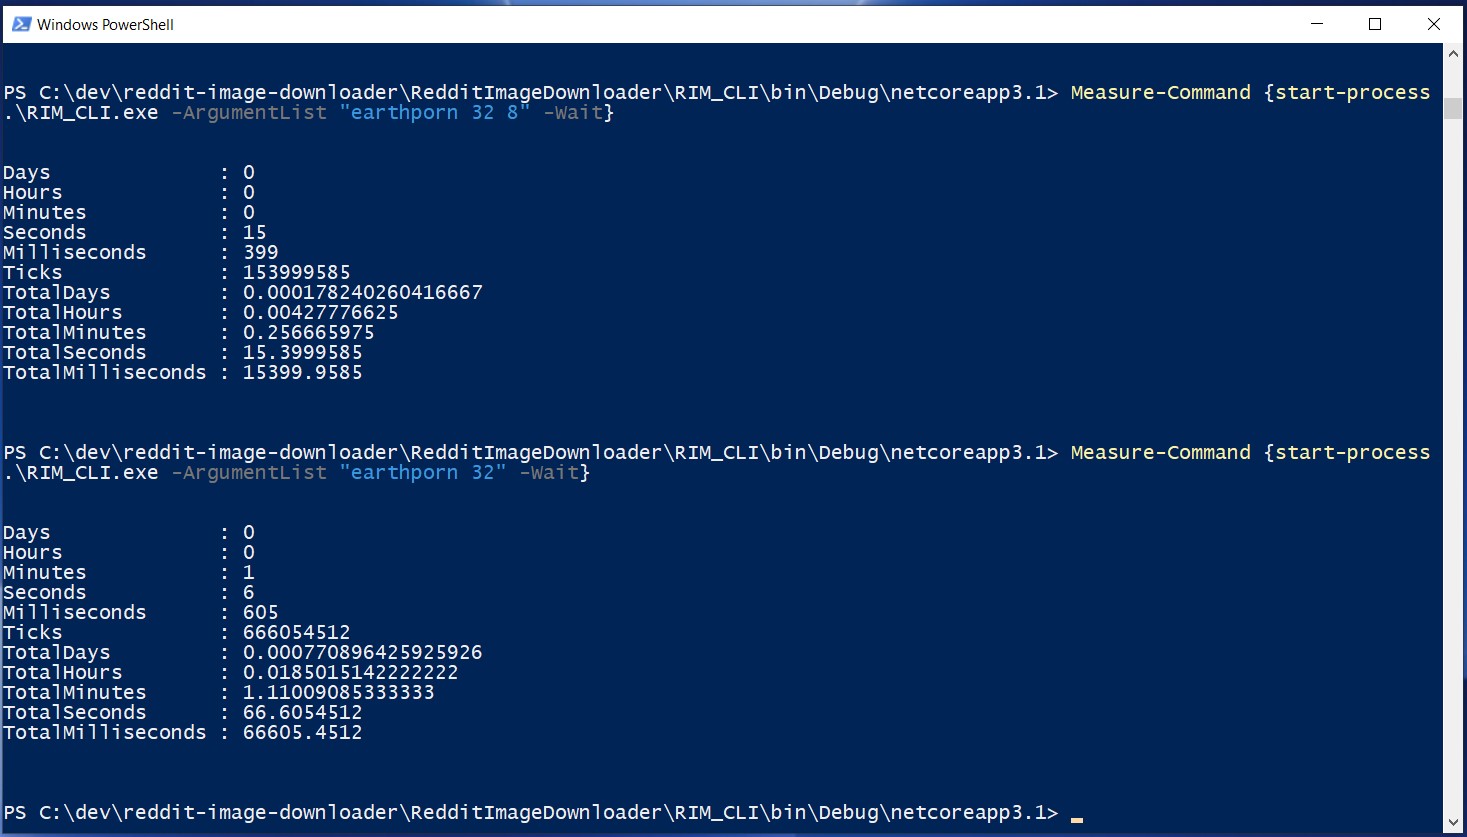 Windows PowerShell
PS C:\dev\reddit-image-downloader\RedditImageDownloader\RIM_CLI\bin\Debug\netcoreapp3.1> Measure-Command {start-process
.\RIM_CLI.exe -ArgumentList "earthporn 32 8" -Wait}
Days              : 0
Hours             : 0
Minutes           : 0
Seconds           : 15
Milliseconds      : 399
Ticks             : 153999585
TotalDays         : 0.000178240260416667
TotalHours        : 0.00427776625
TotalMinutes      : 0.256665975
TotalSeconds      : 15.3999585
TotalMilliseconds : 15399.9585
PS C:\dev\reddit-image-downloader\RedditImageDownloader\RIM_CLI\bin\Debug\netcoreapp3.1> Measure-Command {start-process
.\RIM_CLI.exe -ArgumentList "earthporn 32" -Wait}
Days              : 0
Hours             : 0
Minutes           : 1
Seconds           : 6
Milliseconds      : 605
Ticks             : 666054512
TotalDays         : 0.000770896425925926
TotalHours        : 0.0185015142222222
TotalMinutes      : 1.11009085333333
TotalSeconds      : 66.6054512
TotalMilliseconds : 66605.4512
PS C:\dev\reddit-image-downloader\RedditImageDownloader\RIM_CLI\bin\Debug\netcoreapp3.1> _